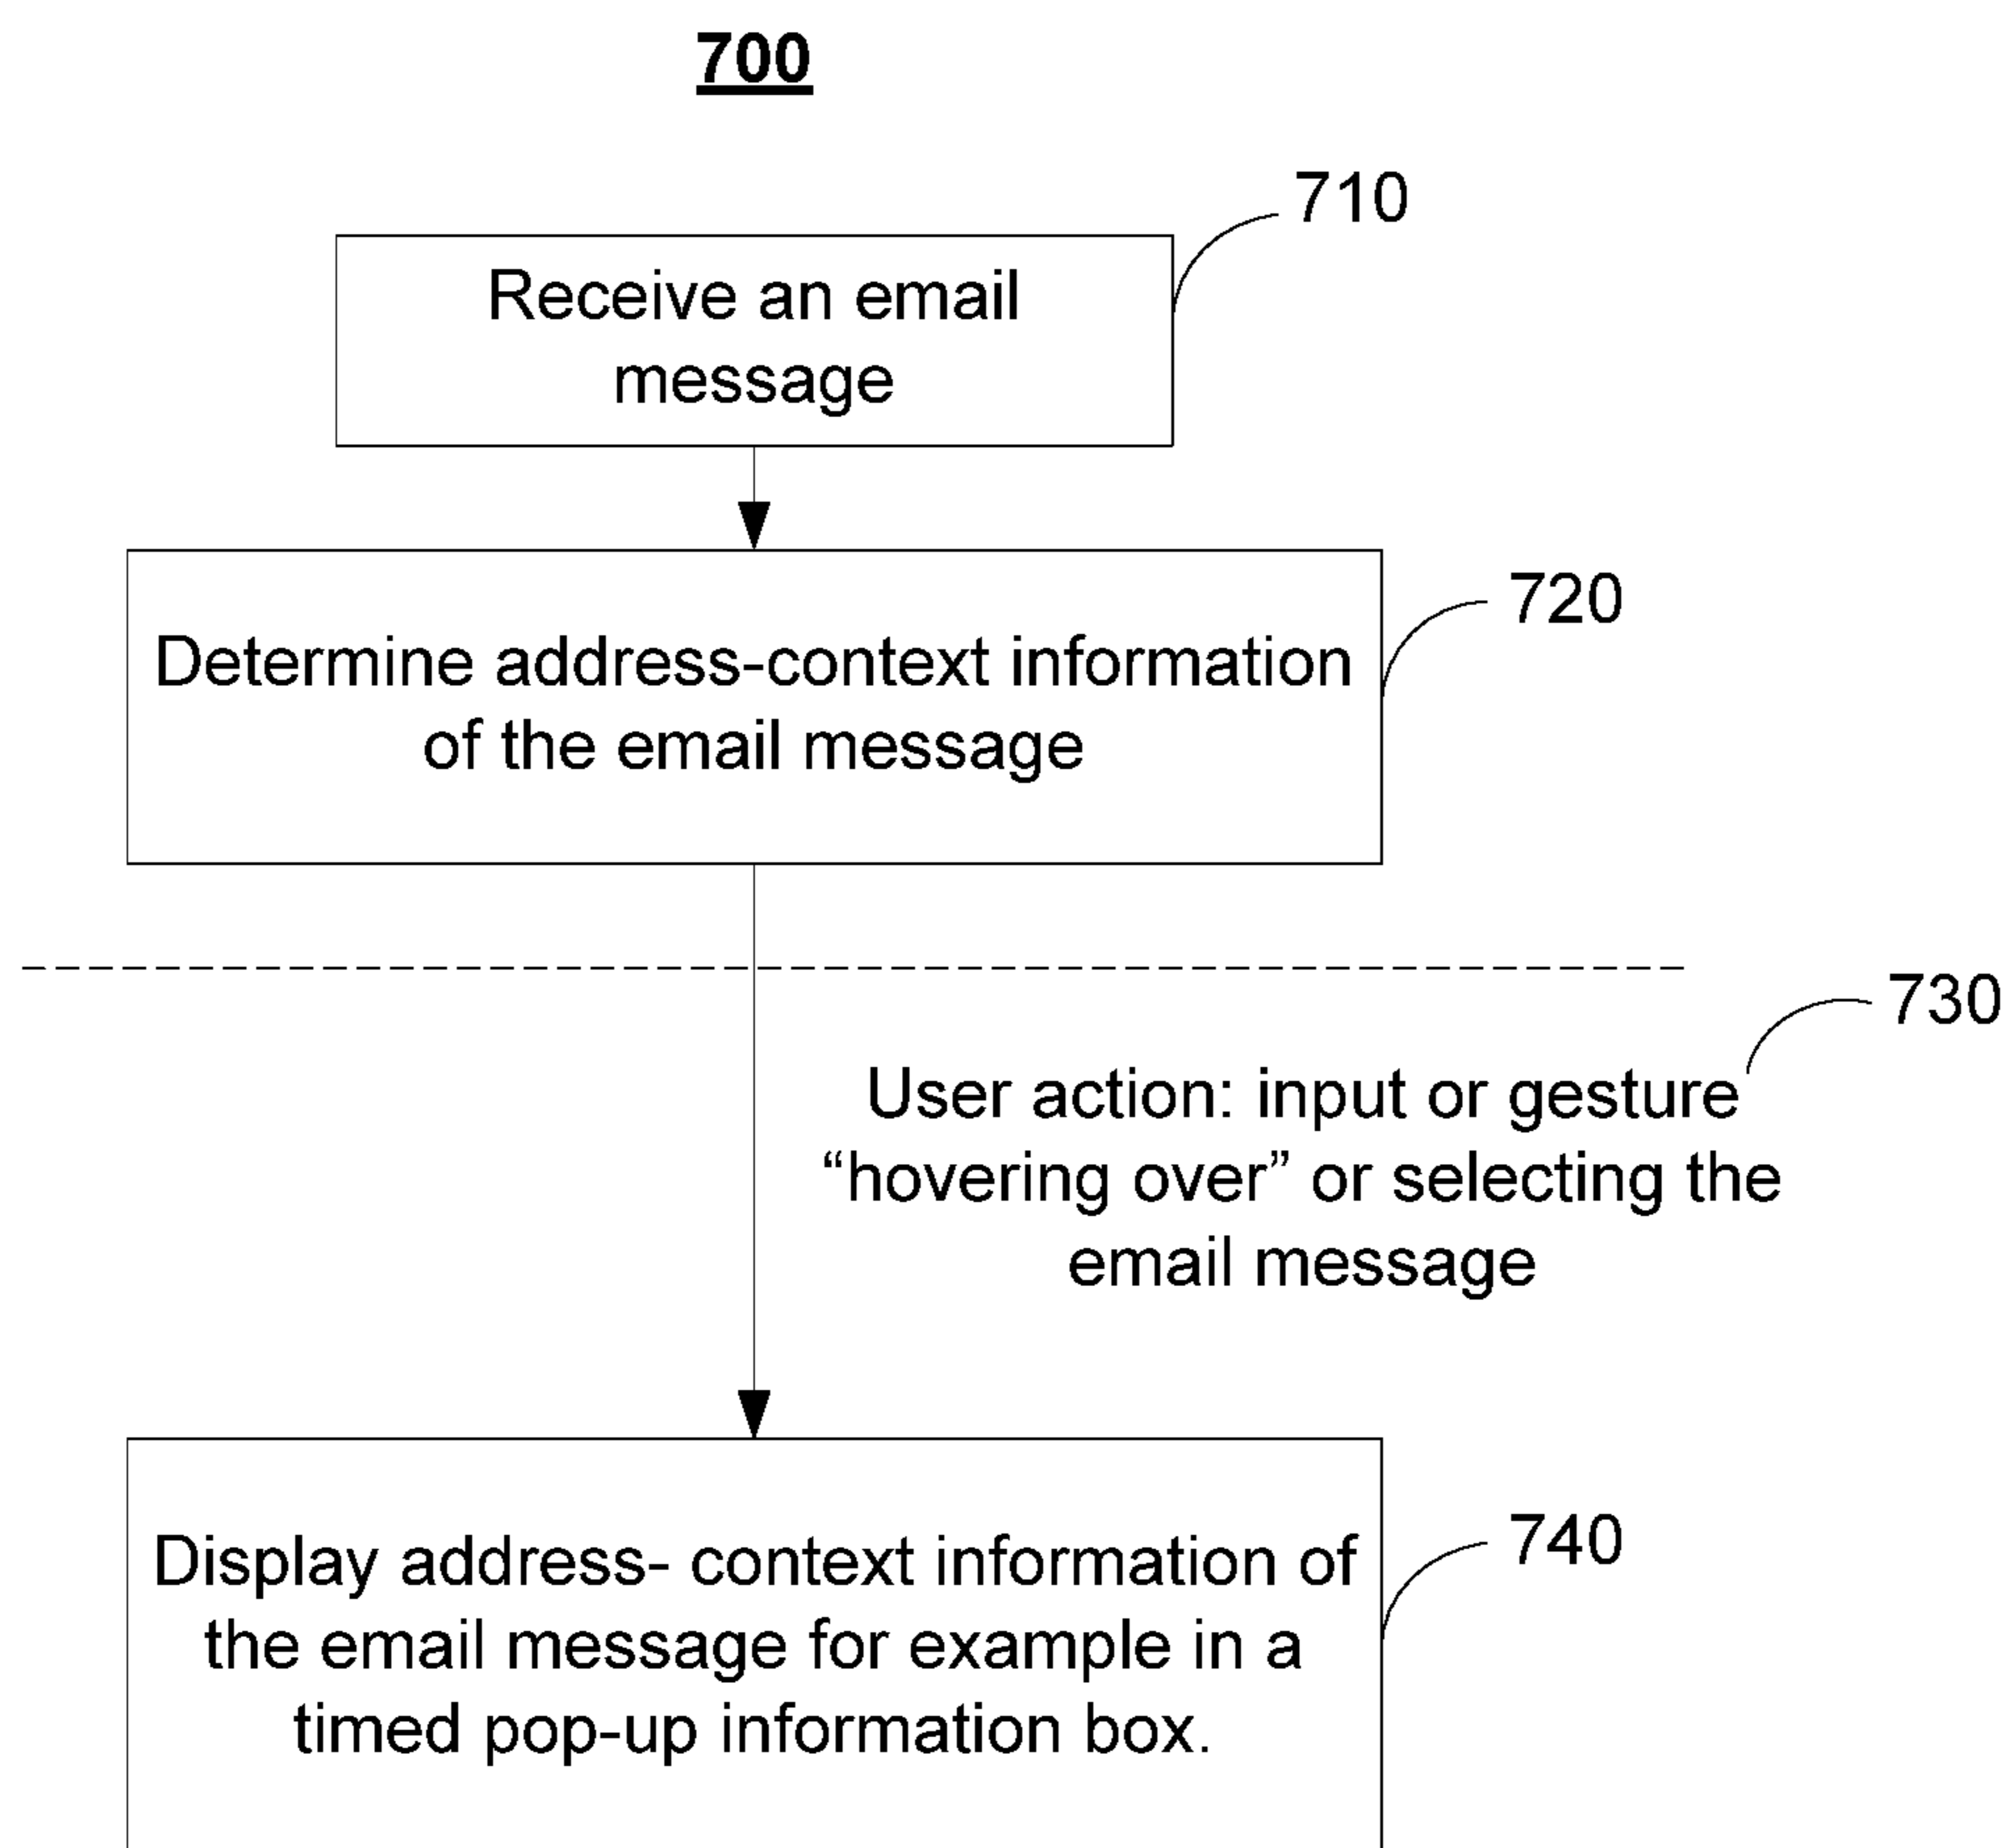 700
710
Receive an email
message
720
Determine address-context information
of the email message
730
User action: input or gesture
“hovering over” or selecting the
email message
740
Display address- context information of
the email message for example in a
timed pop-up information box.